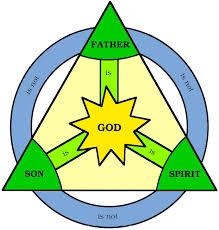 FATHER
is not
is not
is
GOD
is
is
SON
SPIRIT
is not